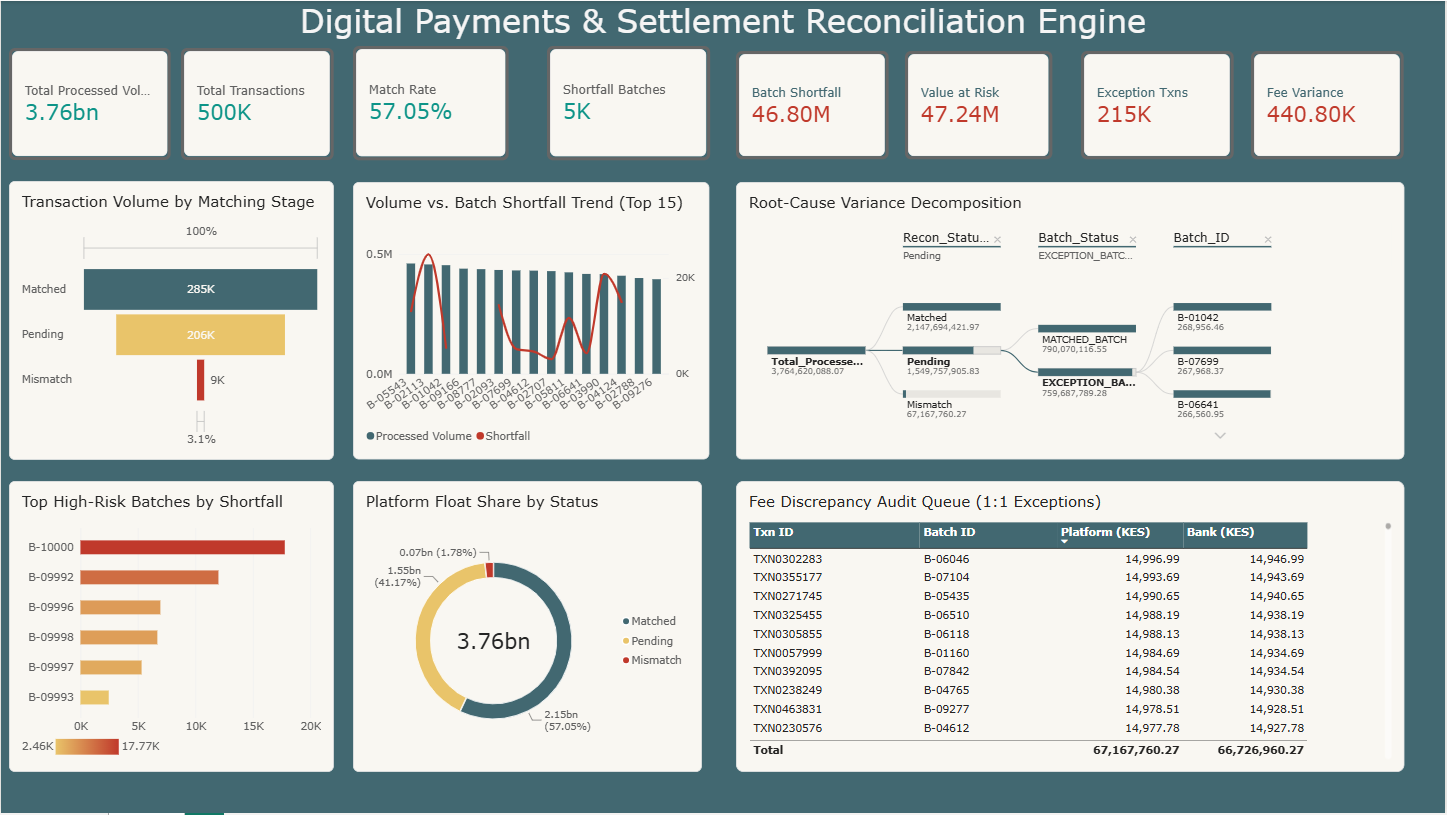 Digital Payments & Settlement Reconciliation Engine
Total Processed Vol...
3.76bn
Total Transactions
500K
Match Rate
57.05%
Shortfall Batches
5K
Batch Shortfall
46.80M
Value at Risk
47.24M
Exception Txns
215K
Fee Variance
440.80K
Transaction Volume by Matching Stage
100%
Matched
285K
Pending
206K
Mismatch
9K
3.1%
Volume vs. Batch Shortfall Trend (Top 15)
0.5M
20K
0.0M
0K
B-05543
B-02113
B-01042
B-09166
B-08777
B-02093
B-07699
B-04612
B-02707
B-05811
B-06641
B-03990
B-04124
B-02788
B-09276
Processed Volume
Shortfall
Root-Cause Variance Decomposition
Recon_Statu... ×
Batch_Status ×
Batch_ID ×
Pending
EXCEPTION_BATC...
Total_Processe...
3,764,620,088.07
Matched
2,147,694,421.97
Pending
1,549,757,905.83
Mismatch
67,167,760.27
MATCHED_BATCH
790,070,116.55
EXCEPTION_BA...
759,687,789.28
B-01042
268,956.46
B-07699
267,968.37
B-06641
266,560.95
Top High-Risk Batches by Shortfall
B-10000
B-09992
B-09996
B-09998
B-09997
B-09993
0K 5K 10K 15K 20K
2.46K 17.77K
Platform Float Share by Status
0.07bn (1.78%)
1.55bn
(41.17%)
3.76bn
2.15bn
(57.05%)
Matched
Pending
Mismatch
Fee Discrepancy Audit Queue (1:1 Exceptions)
Txn ID Batch ID Platform (KES) Bank (KES)
TXN0302283 B-06046 14,996.99 14,946.99
TXN0355177 B-07104 14,993.69 14,943.69
TXN0271745 B-05435 14,990.65 14,940.65
TXN0325455 B-06510 14,988.19 14,938.19
TXN0305855 B-06118 14,988.13 14,938.13
TXN0057999 B-01160 14,984.69 14,934.69
TXN0392095 B-07842 14,984.54 14,934.54
TXN0238249 B-04765 14,980.38 14,930.38
TXN0463831 B-09277 14,978.51 14,928.51
TXN0230576 B-04612 14,977.78 14,927.78
Total 67,167,760.27 66,726,960.27